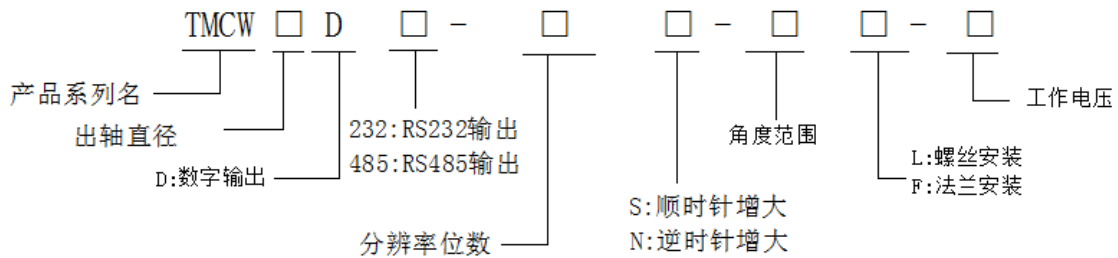 TMCW □ D □ - □ □ - □ □ - □
产品系列名
出轴直径
D:数字输出
232:RS232输出
485:RS485输出
分辨率位数
S:顺时针增大
N:逆时针增大
角度范围
L:螺丝安装
F:法兰安装
工作电压